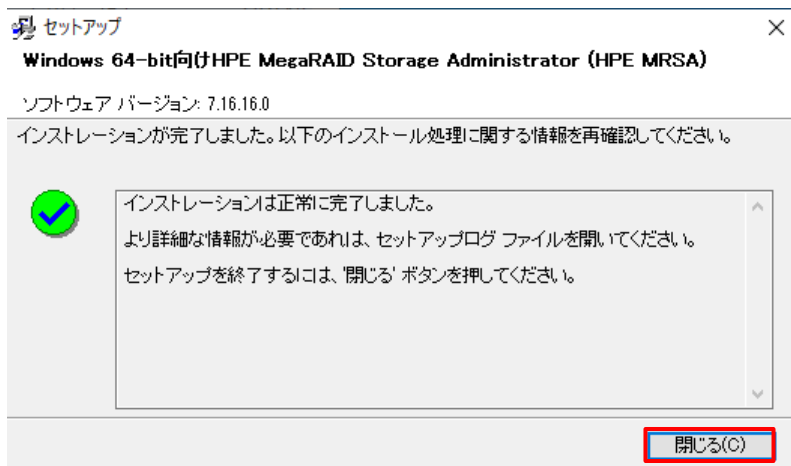 セットアップ
Windows 64-bit向けHPE MegaRAID Storage Administrator (HPE MRSA)
ソフトウェア バージョン: 7.16.16.0
インストレーションが完了しました。以下のインストール処理に関する情報を再確認してください。
インストレーションは正常に完了しました。
より詳細な情報が必要であれば、セットアップログ ファイルを開いてください。
セットアップを終了するには、'閉じる' ボタンを押してください。
閉じる(C)